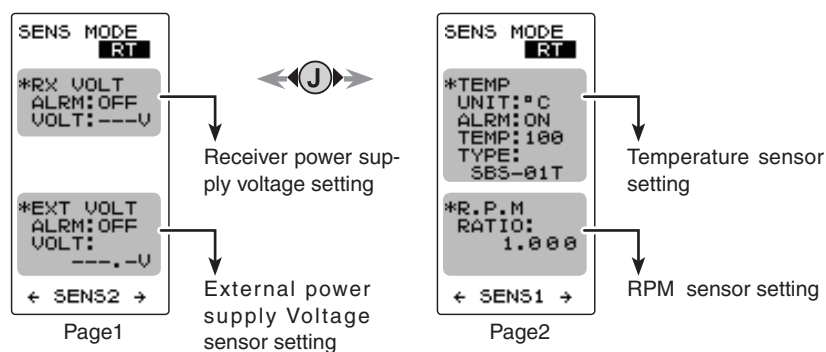 SENS MODE
RT
*RX VOLT
ALRM:OFF
VOLT:---V
*EXT VOLT
ALRM:OFF
VOLT:
---.-V
← SENS2 →
Page1
Receiver power sup-
ply voltage setting
External power
supply Voltage
sensor setting
J
SENS MODE
RT
*TEMP
UNIT:°C
ALRM:ON
TEMP:100
TYPE:
SBS-01T
*R.P.M
RATIO:
1.000
← SENS1 →
Page2
Temperature sensor
setting
RPM sensor setting